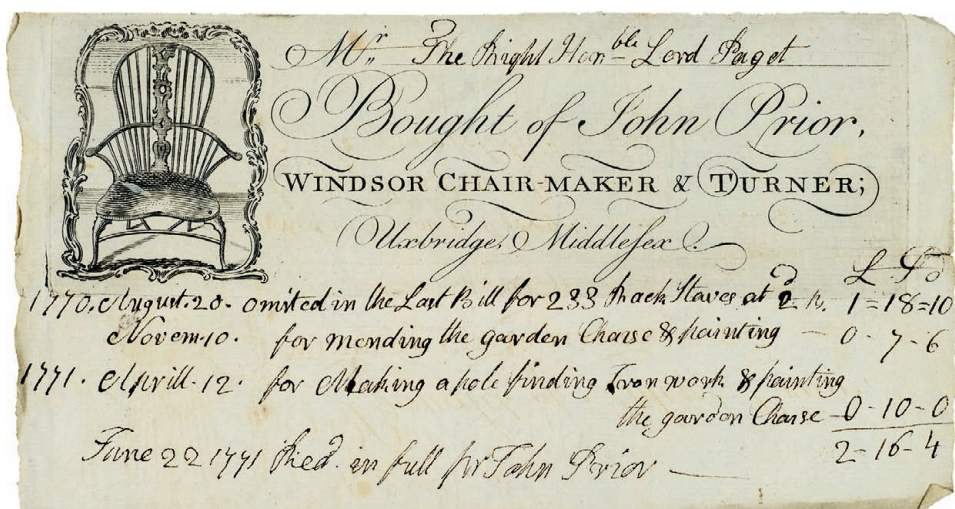 Mr. The Right Honble Lord Paget
Bought of John Prior,
WINDSOR CHAIR-MAKER & TURNER;
Uxbridge, Middlesex.
£ s d
1770. August. 20. omited in the Last Bill for 233 Rack Staves at 2d p. 1=18=10
Novem. 10. for mending the garden Chaise & painting — 0-7-6
1771. Aprill. 12. for Making a pole finding Iron work & painting
the garden Chaise — 0-10-0
2-16-4
June 22 1771 Recd. in full pr John Prior